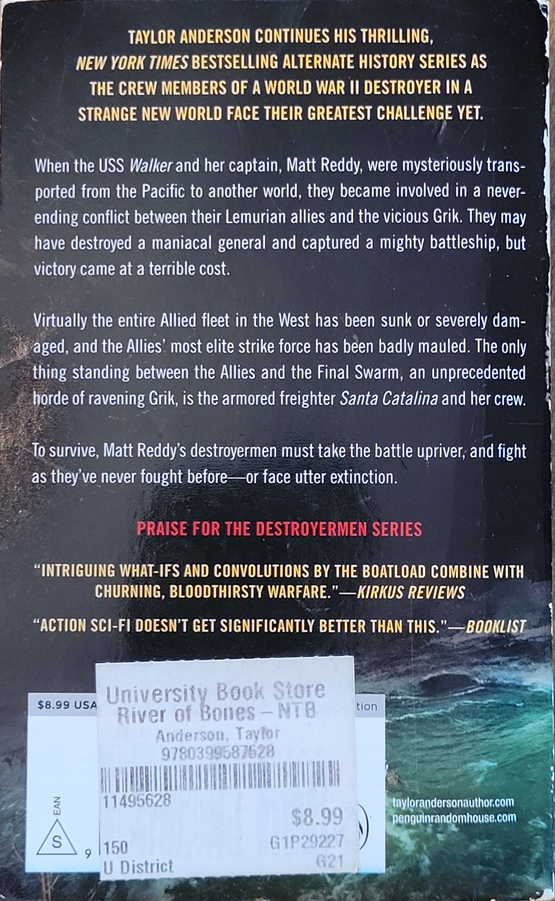 TAYLOR ANDERSON CONTINUES HIS THRILLING,
NEW YORK TIMES BESTSELLING ALTERNATE HISTORY SERIES AS
THE CREW MEMBERS OF A WORLD WAR II DESTROYER IN A
STRANGE NEW WORLD FACE THEIR GREATEST CHALLENGE YET.
When the USS Walker and her captain, Matt Reddy, were mysteriously trans-
ported from the Pacific to another world, they became involved in a never-
ending conflict between their Lemurian allies and the vicious Grik. They may
have destroyed a maniacal general and captured a mighty battleship, but
victory came at a terrible cost.
Virtually the entire Allied fleet in the West has been sunk or severely dam-
aged, and the Allies' most elite strike force has been badly mauled. The only
thing standing between the Allies and the Final Swarm, an unprecedented
horde of ravening Grik, is the armored freighter Santa Catalina and her crew.
To survive, Matt Reddy's destroyermen must take the battle upriver, and fight
as they've never fought before—or face utter extinction.
PRAISE FOR THE DESTROYERMEN SERIES
"INTRIGUING WHAT-IFS AND CONVOLUTIONS BY THE BOATLOAD COMBINE WITH
CHURNING, BLOODTHIRSTY WARFARE."—KIRKUS REVIEWS
"ACTION SCI-FI DOESN'T GET SIGNIFICANTLY BETTER THAN THIS."—BOOKLIST
$8.99 USA
tion
University Book Store
River of Bones – NTB
Anderson, Taylor
9780399587528
11495628
$8.99
150 G1P29227
U District G21
EAN
S
9
taylorandersonauthor.com
penguinrandomhouse.com